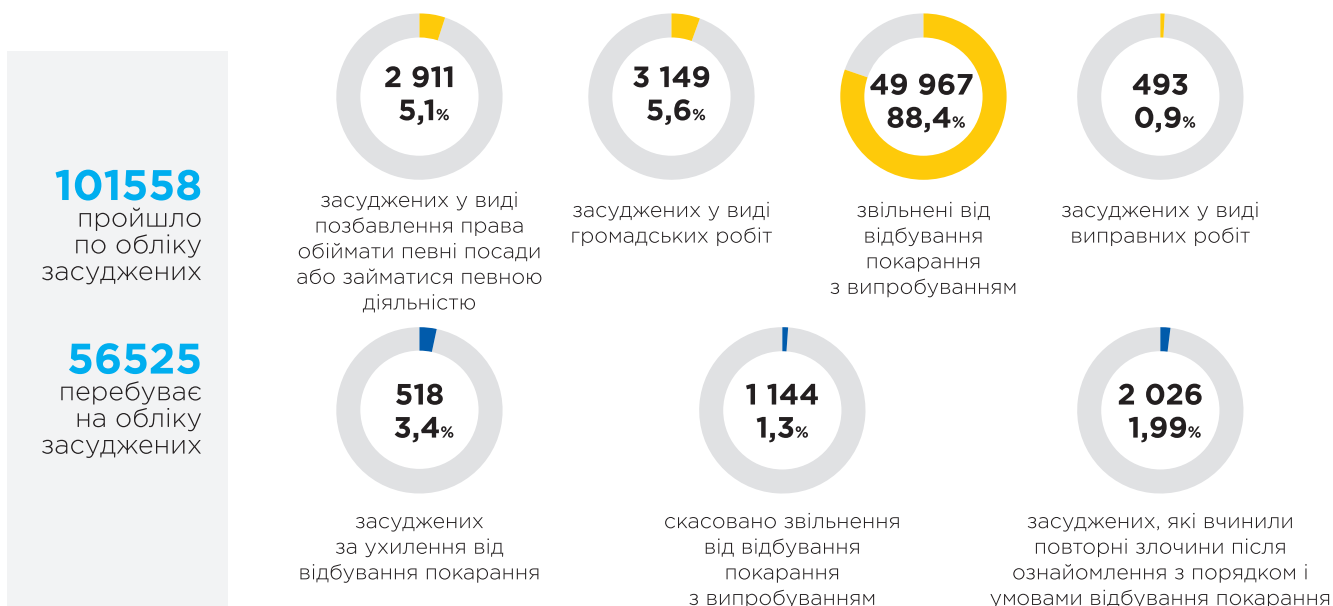 101558
пройшло
по обліку
засуджених
56525
перебуває
на обліку
засуджених
2 911
5,1%
засуджених у виді
позбавлення права
обіймати певні посади
або займатися певною
діяльністю
3 149
5,6%
засуджених у виді
громадських робіт
49 967
88,4%
звільнені від
відбування
покарання
з випробуванням
493
0,9%
засуджених у виді
виправних робіт
518
3,4%
засуджених
за ухилення від
відбування покарання
1 144
1,3%
скасовано звільнення
від відбування
покарання
з випробуванням
2 026
1,99%
засуджених, які вчинили
повторні злочини після
ознайомлення з порядком і
умовами відбування покарання